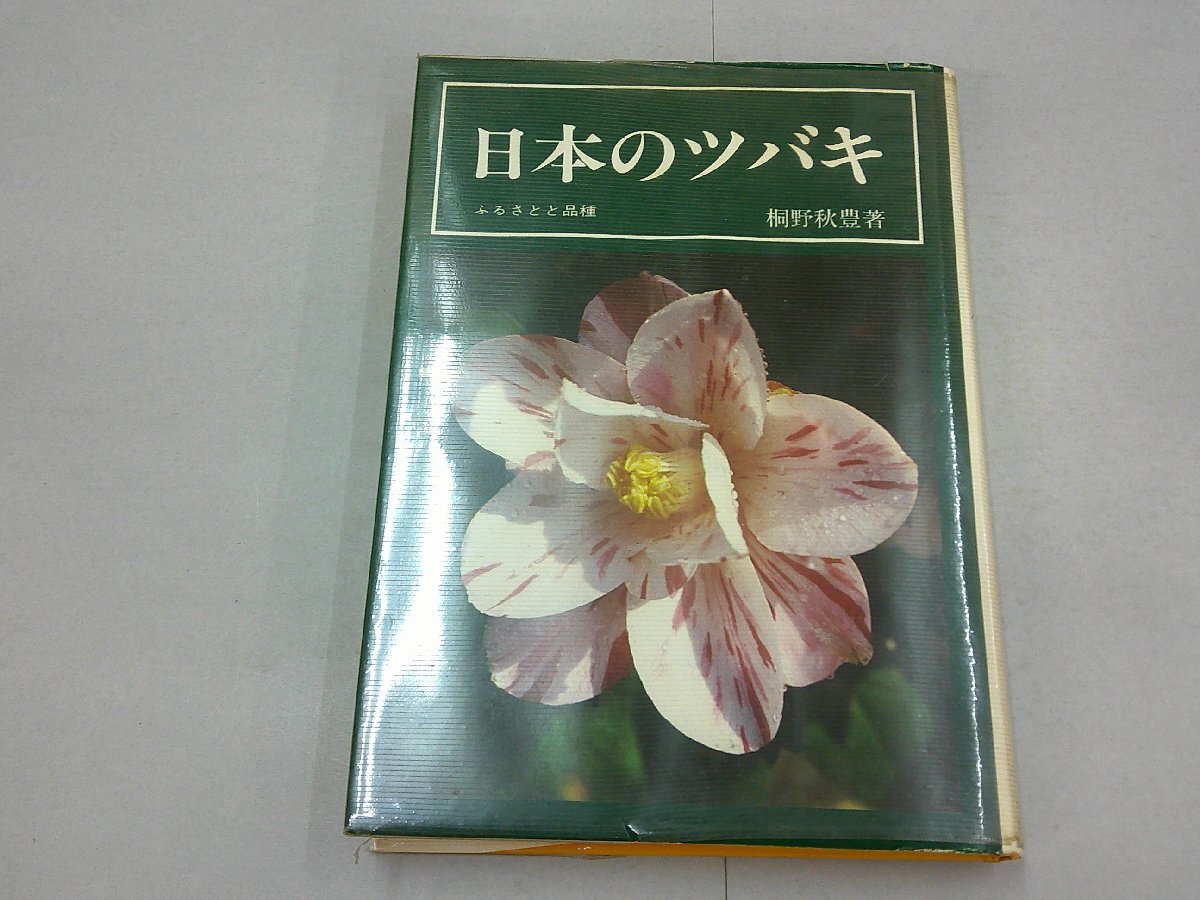 日本のツバキ
ふるさとと品種
桐野秋豊著